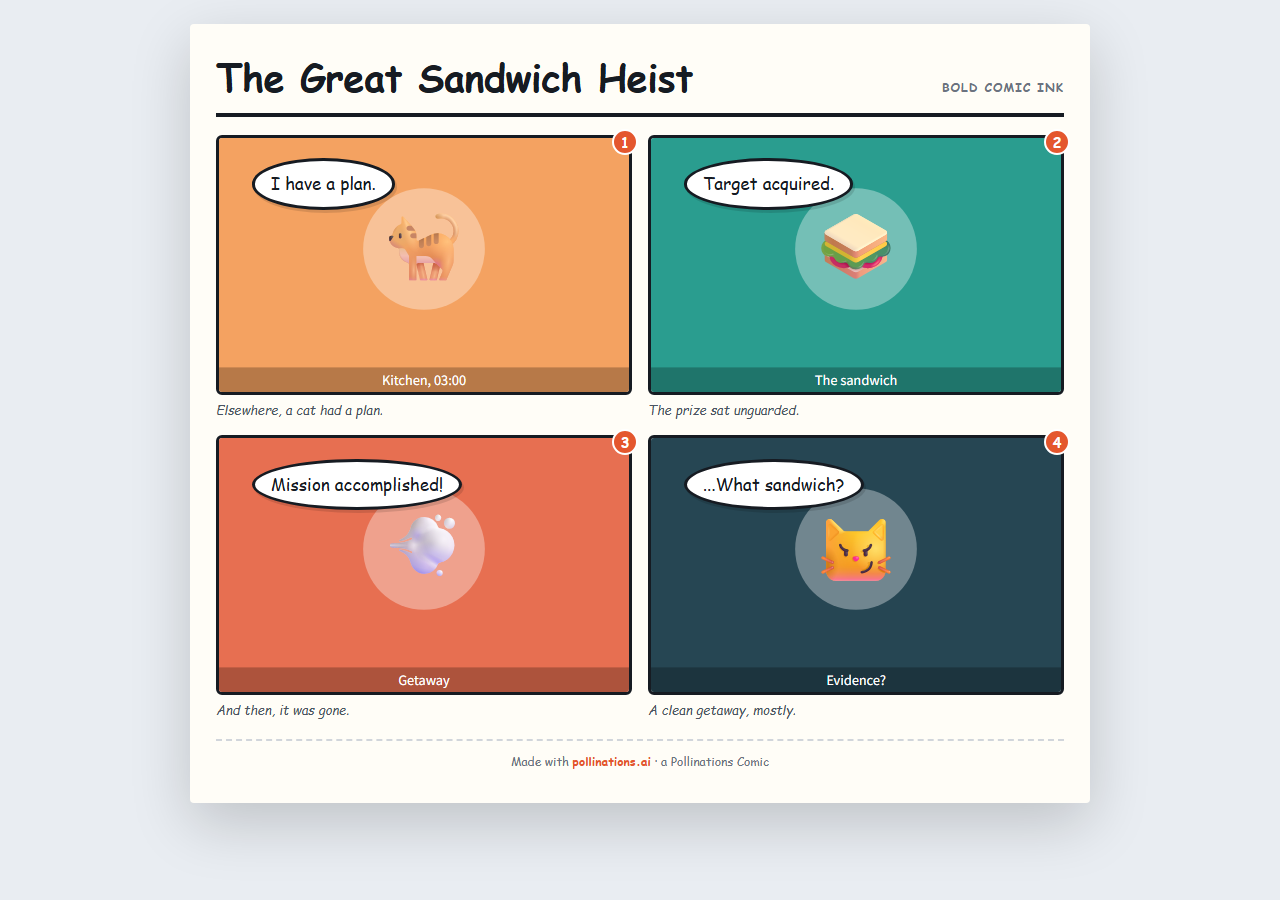 The Great Sandwich Heist
BOLD COMIC INK
1
I have a plan.
Kitchen, 03:00
Elsewhere, a cat had a plan.
2
Target acquired.
The sandwich
The prize sat unguarded.
3
Mission accomplished!
Getaway
And then, it was gone.
4
...What sandwich?
Evidence?
A clean getaway, mostly.
Made with pollinations.ai · a Pollinations Comic